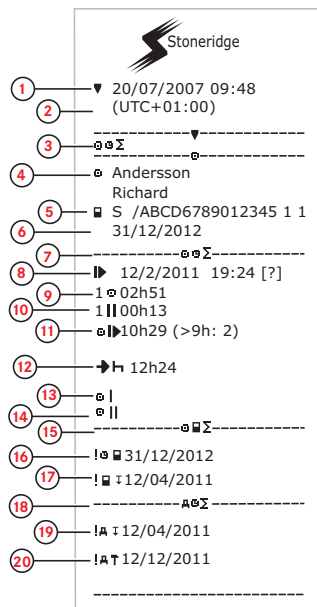 Stoneridge
1 ▼ 20/07/2007 09:48
2 (UTC+01:00)
3 Σ
4 Andersson
Richard
5 S /ABCD6789012345 1 1
6 31/12/2012
7 Σ
8 12/2/2011 19:24 [?]
9 1 02h51
10 1 00h13
11 10h29 (>9h: 2)
12 12h24
13 |
14 ||
15 Σ
16 ! 31/12/2012
17 ! 12/04/2011
18 Σ
19 ! 12/04/2011
20 ! 12/12/2011